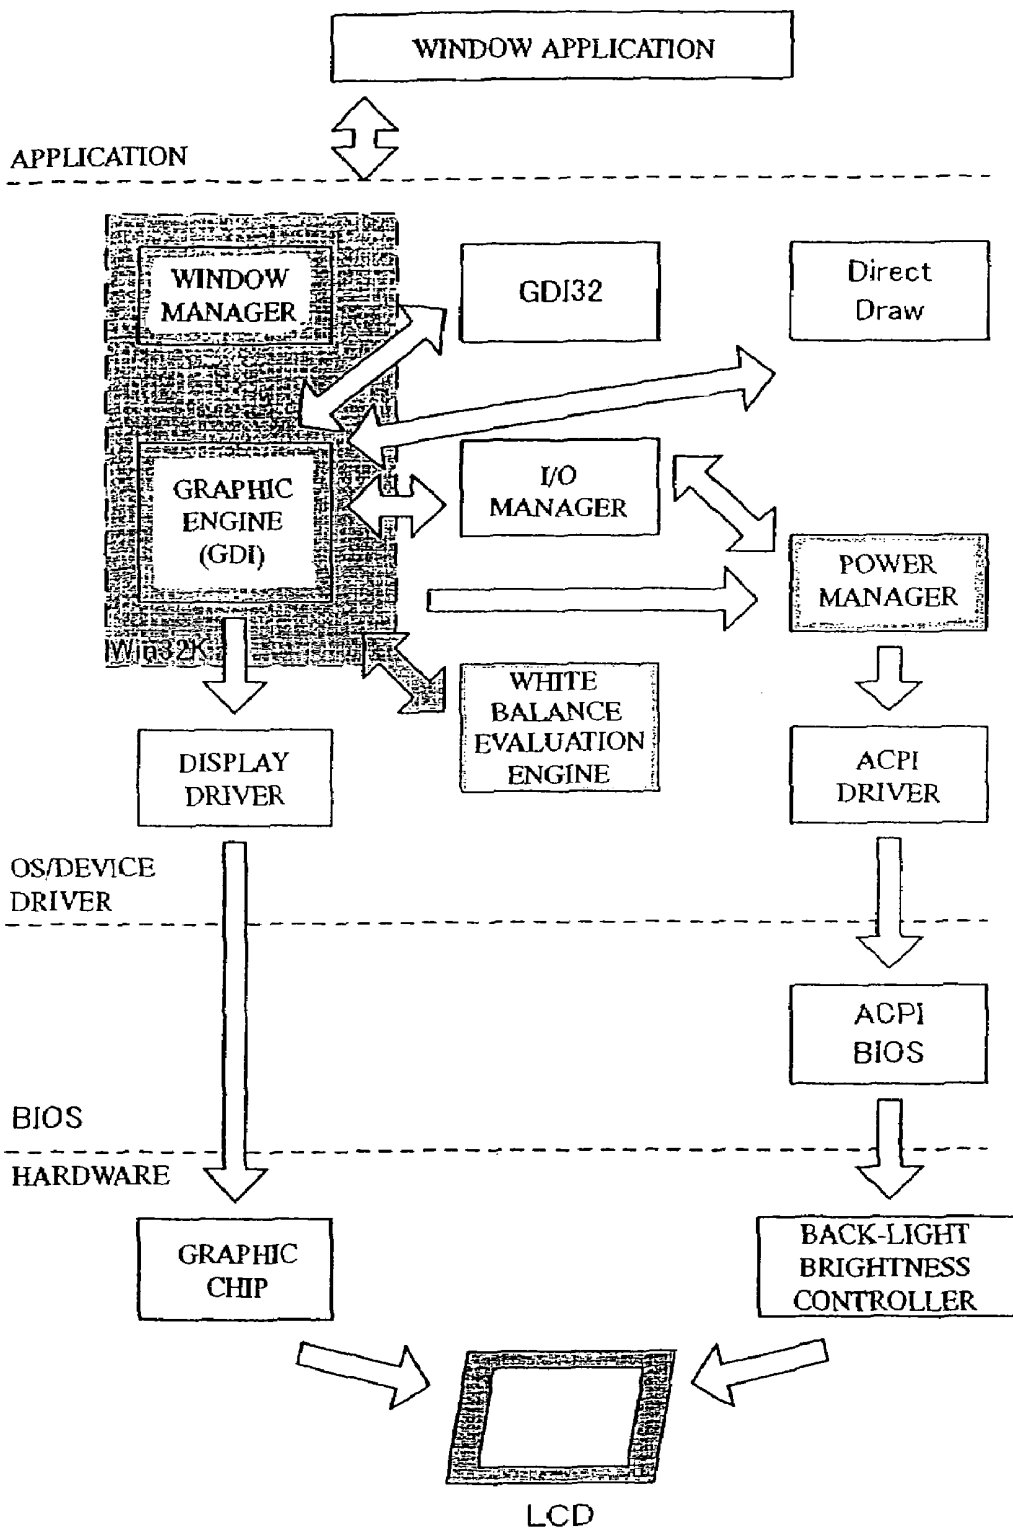 WINDOW APPLICATION
APPLICATION
WINDOW
MANAGER
GDI32
Direct
Draw
GRAPHIC
ENGINE
(GDI)
I/O
MANAGER
POWER
MANAGER
Win32K
WHITE
BALANCE
EVALUATION
ENGINE
DISPLAY
DRIVER
ACPI
DRIVER
OS/DEVICE
DRIVER
ACPI
BIOS
BIOS
HARDWARE
GRAPHIC
CHIP
BACK-LIGHT
BRIGHTNESS
CONTROLLER
LCD